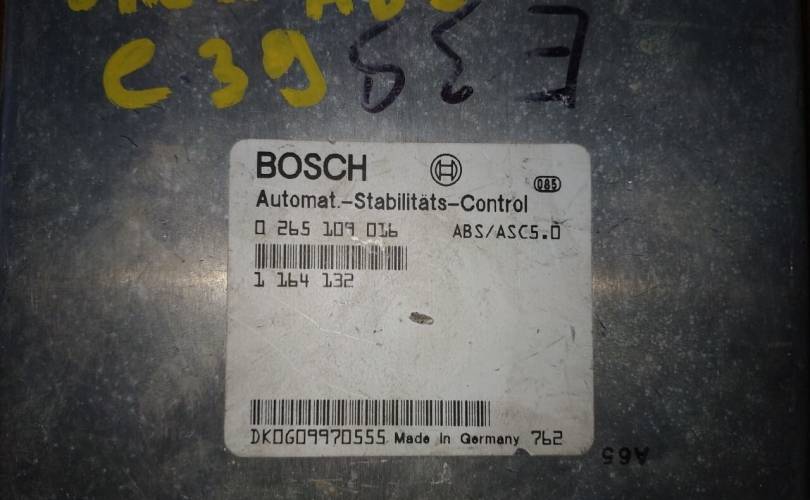 C39
E39
BOSCH
085
Automat.-Stabilitäts-Control
0 265 109 016 ABS/ASC5.0
1 164 132
DK0G09970555 Made in Germany 762
A65